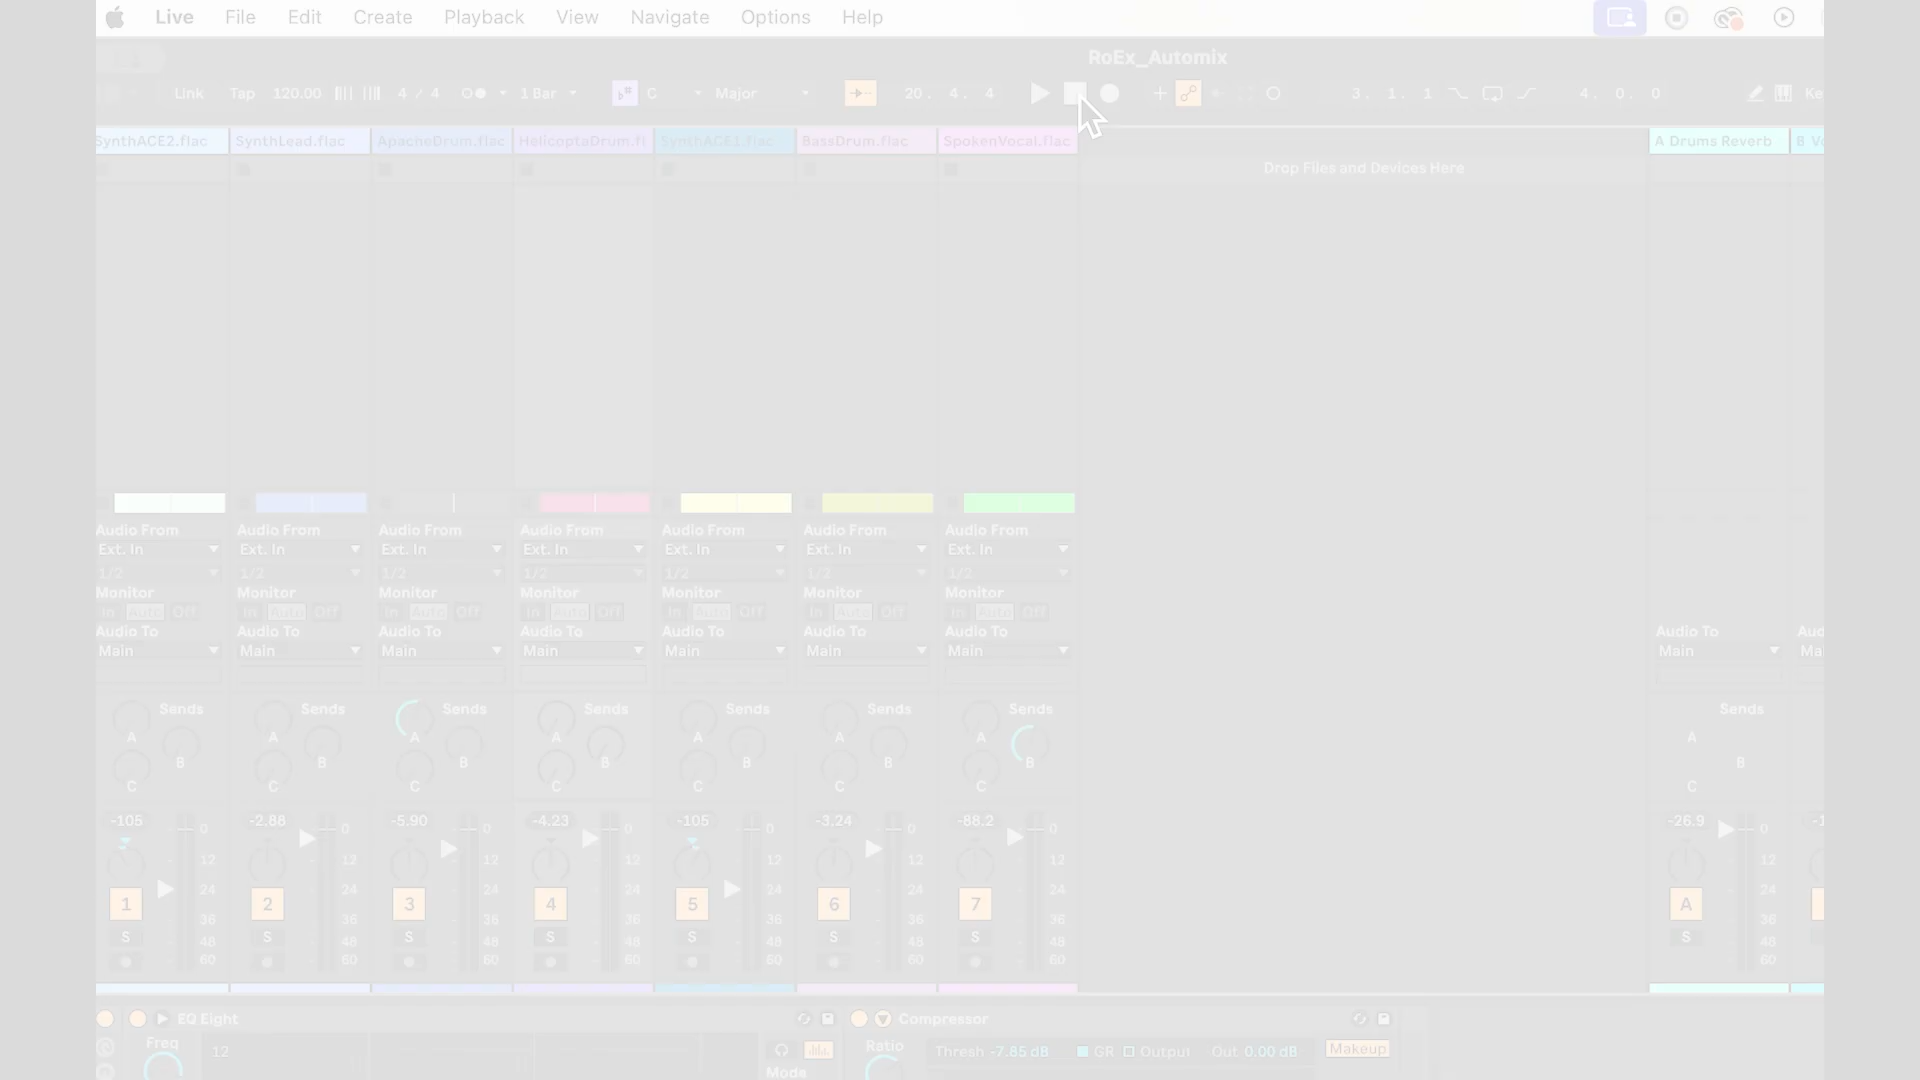 Live File Edit Create Playback View Navigate Options Help
RoEx_Automix
Link Tap 120.00 4 / 4 1 Bar C Major 20. 4. 4 3. 1. 1 4. 0. 0 Ke
SynthACE2.flac SynthLead.flac ApacheDrum.flac HelicoptaDrum.fl SynthACE1.flac BassDrum.flac SpokenVocal.flac A Drums Reverb B Vo
Drop Files and Devices Here
Audio From Audio From Audio From Audio From Audio From Audio From Audio From
Ext. In Ext. In Ext. In Ext. In Ext. In Ext. In Ext. In
1/2 1/2 1/2 1/2 1/2 1/2 1/2
Monitor Monitor Monitor Monitor Monitor Monitor Monitor
In Auto Off In Auto Off In Auto Off In Auto Off In Auto Off In Auto Off In Auto Off
Audio To Audio To Audio To Audio To Audio To Audio To Audio To Audio To Aud
Main Main Main Main Main Main Main Main Ma
Sends Sends Sends Sends Sends Sends Sends Sends
A A A A A A A A
B B B B B B B B
C C C C C C C C
-105 0 -2.88 0 -5.90 0 -4.23 0 -105 0 -3.24 0 -88.2 0 -26.9 0 -1
12 12 12 12 12 12 12 12
24 24 24 24 24 24 24 24
1 2 3 4 5 6 7 A
36 36 36 36 36 36 36 36
S S S S S S S S
48 48 48 48 48 48 48 48
60 60 60 60 60 60 60 60
EQ Eight Compressor
Freq 12 Ratio Thresh -7.85 dB GR Output Out 0.00 dB Makeup
Mode